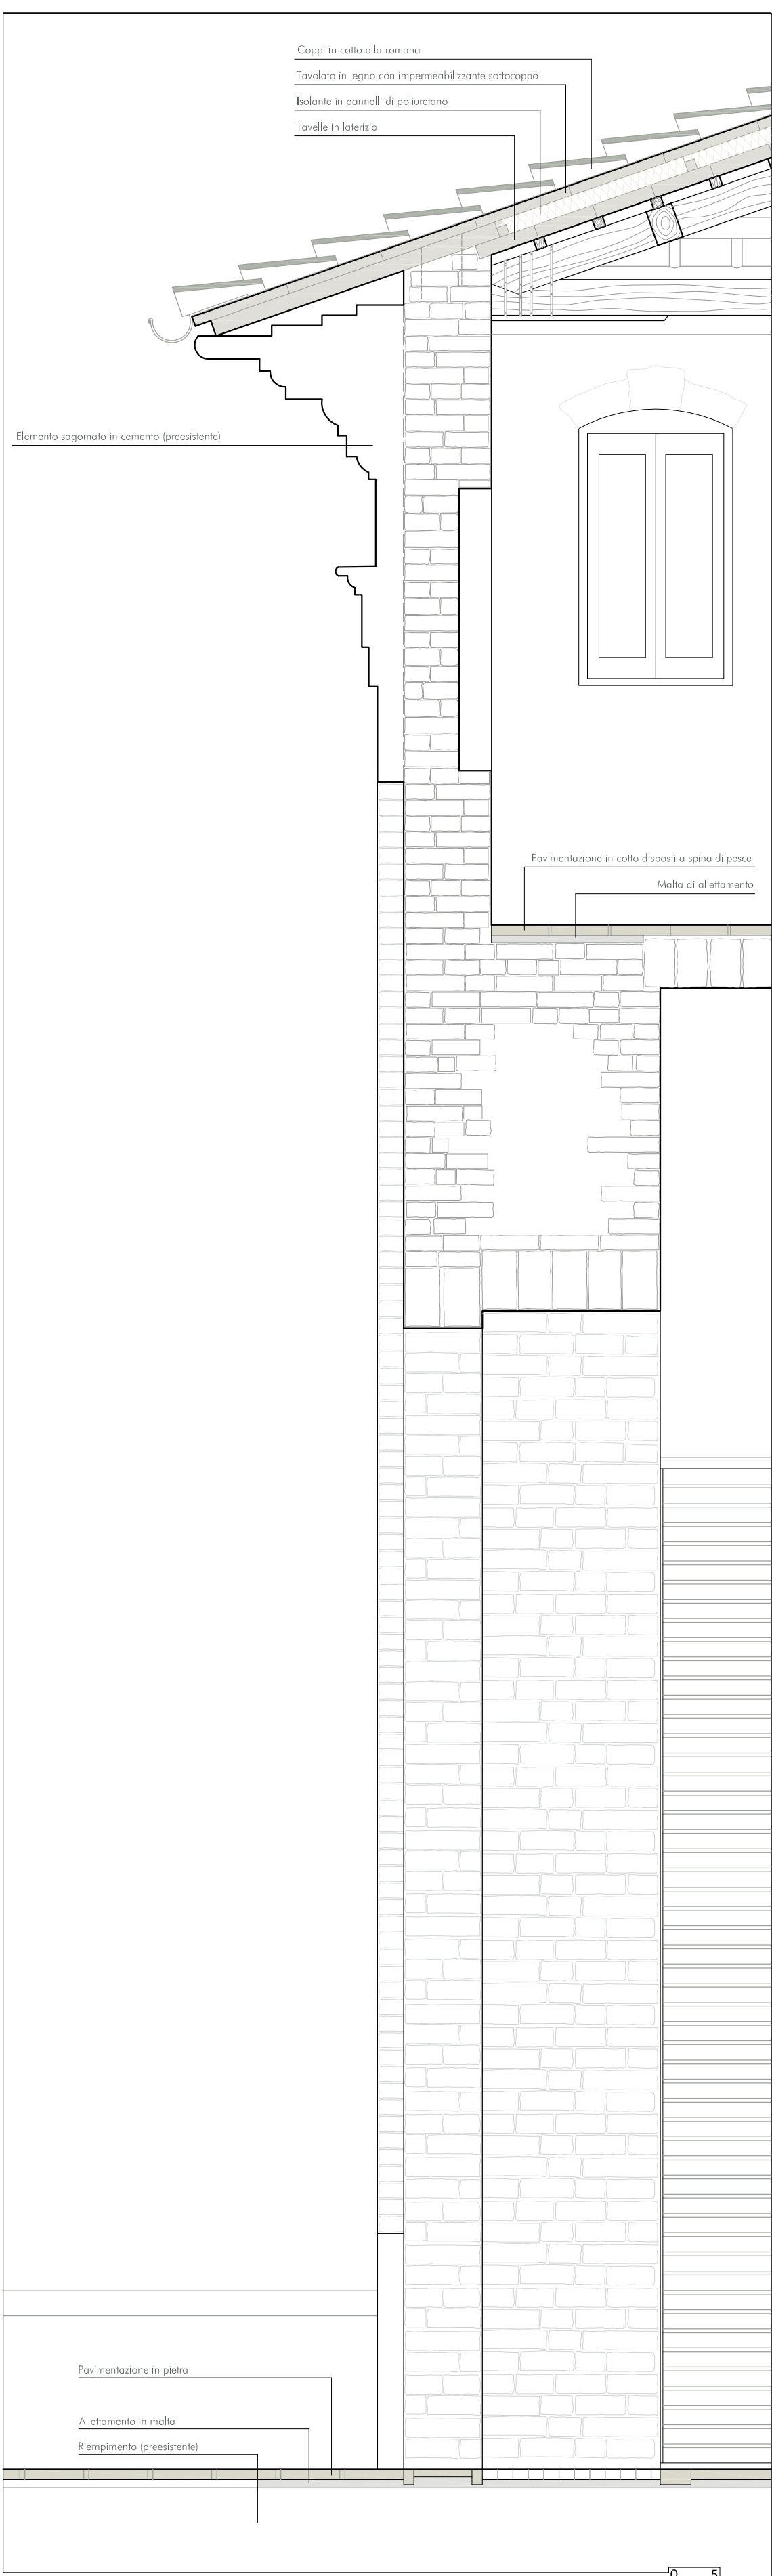 Coppi in cotto alla romana
Tavolato in legno con impermeabilizzante sottocoppo
Isolante in pannelli di poliuretano
Tavelle in laterizio
Elemento sagomato in cemento (preesistente)
Pavimentazione in cotto disposti a spina di pesce
Malta di allettamento
Pavimentazione in pietra
Allettamento in malta
Riempimento (preesistente)
0 5